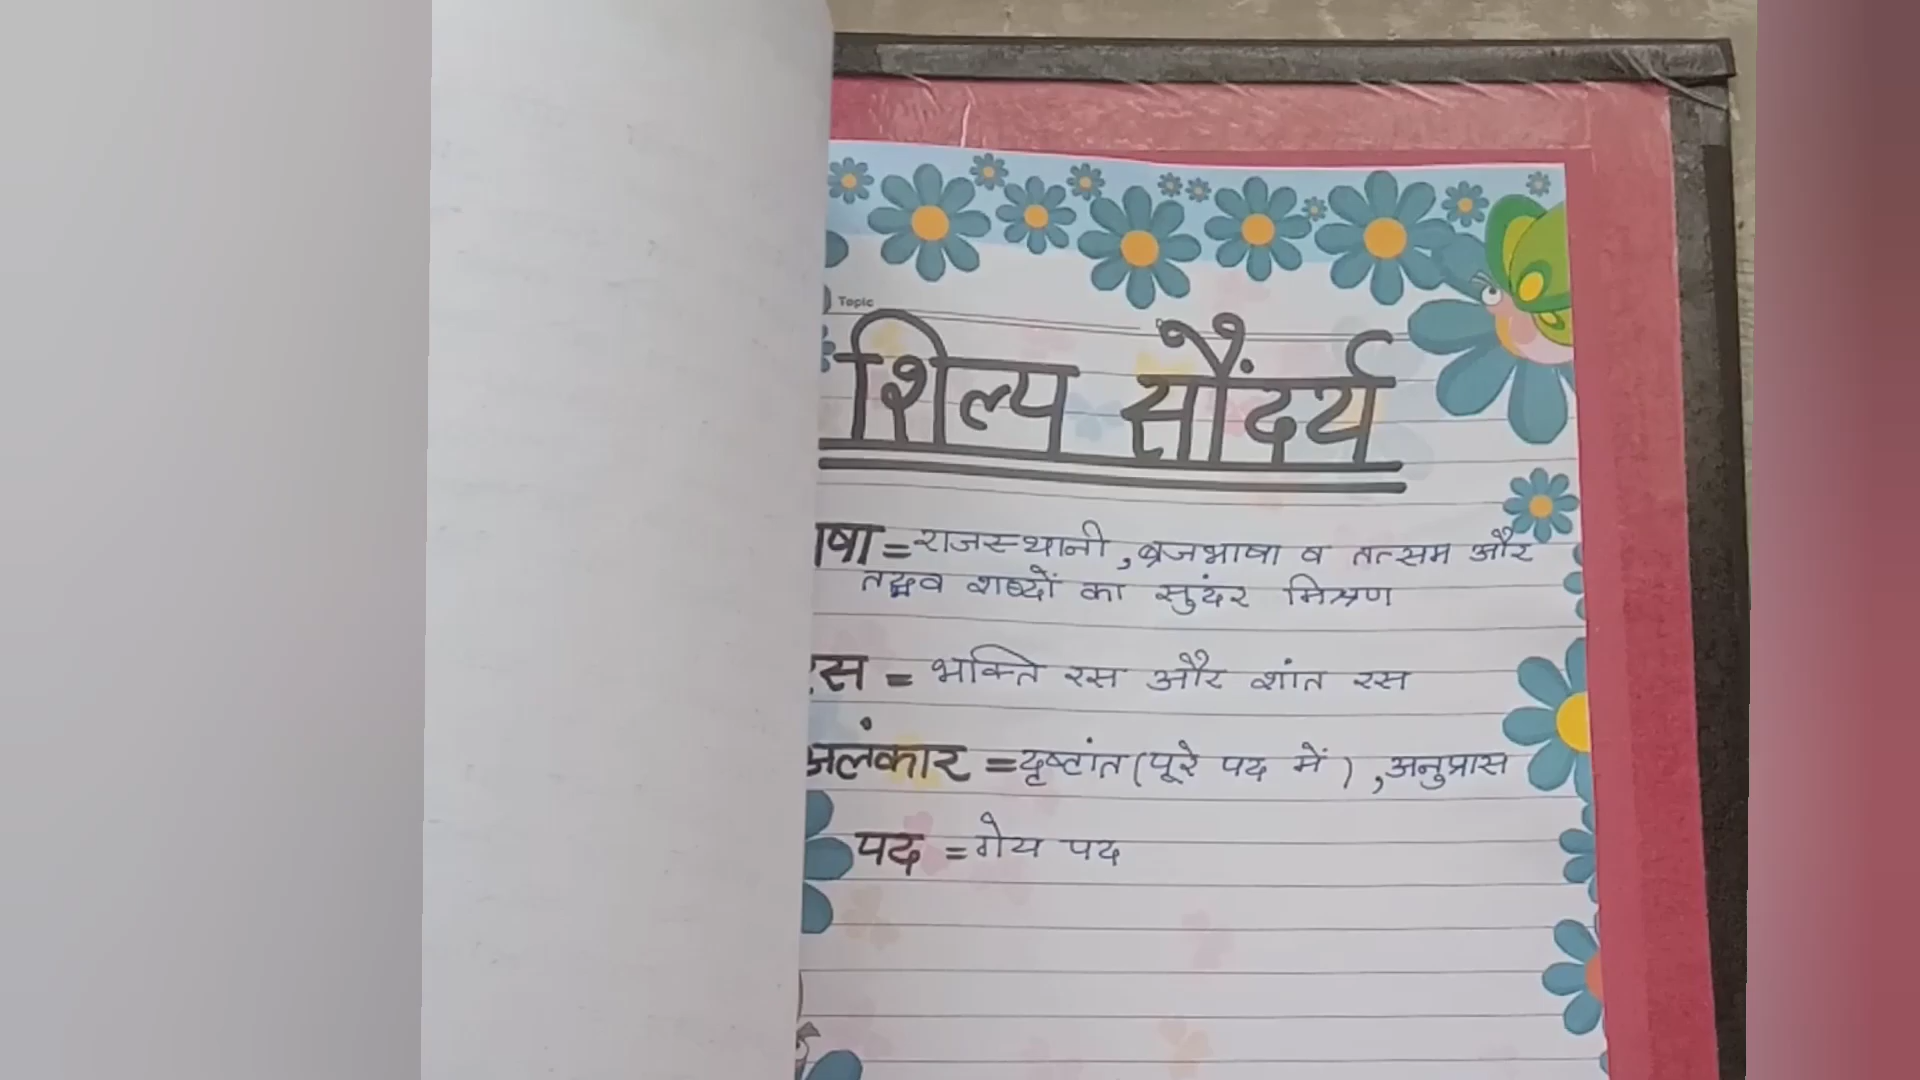 Topic
शिल्प सौंदर्य
भाषा = राजस्थानी, ब्रजभाषा व तत्सम और
तद्भव शब्दों का सुंदर मिश्रण
रस = भक्ति रस और शांत रस
अलंकार = दृष्टांत (पूरे पद में), अनुप्रास
पद = गेय पद